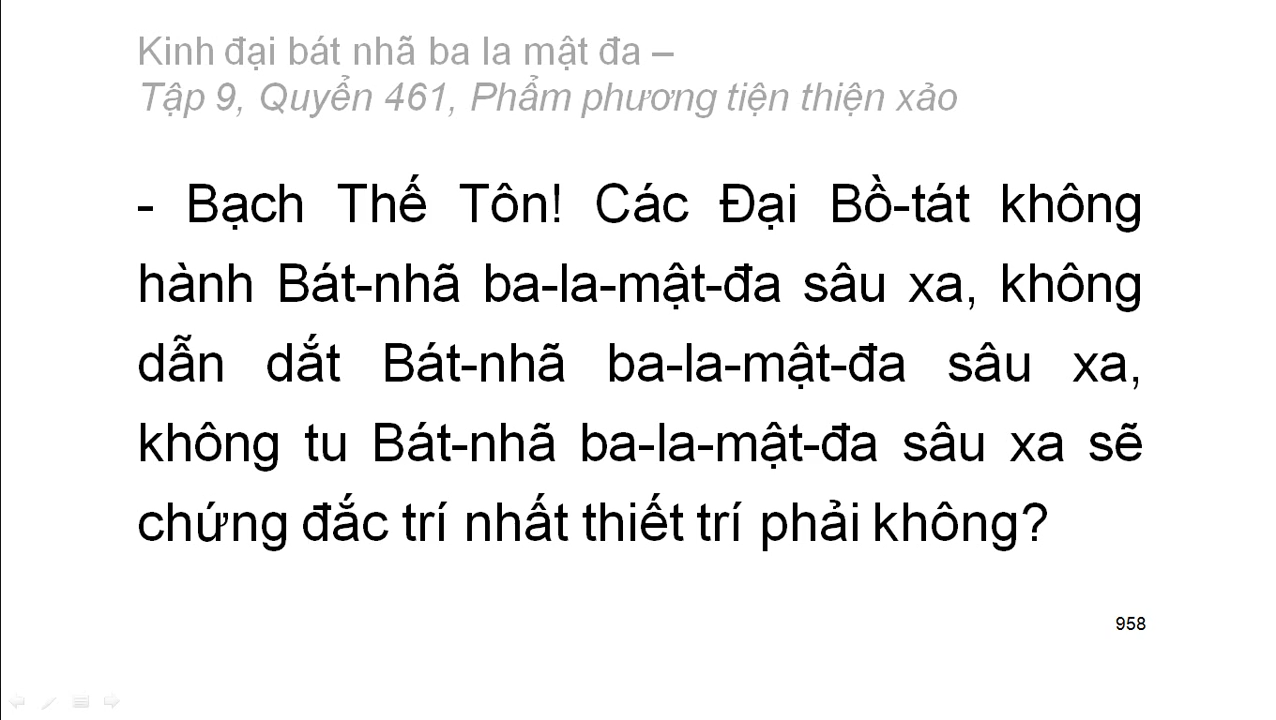 Kinh đại bát nhã ba la mật đa –
Tập 9, Quyển 461, Phẩm phương tiện thiện xảo
- Bạch Thế Tôn! Các Đại Bồ-tát không
hành Bát-nhã ba-la-mật-đa sâu xa, không
dẫn dắt Bát-nhã ba-la-mật-đa sâu xa,
không tu Bát-nhã ba-la-mật-đa sâu xa sẽ
chứng đắc trí nhất thiết trí phải không?
958